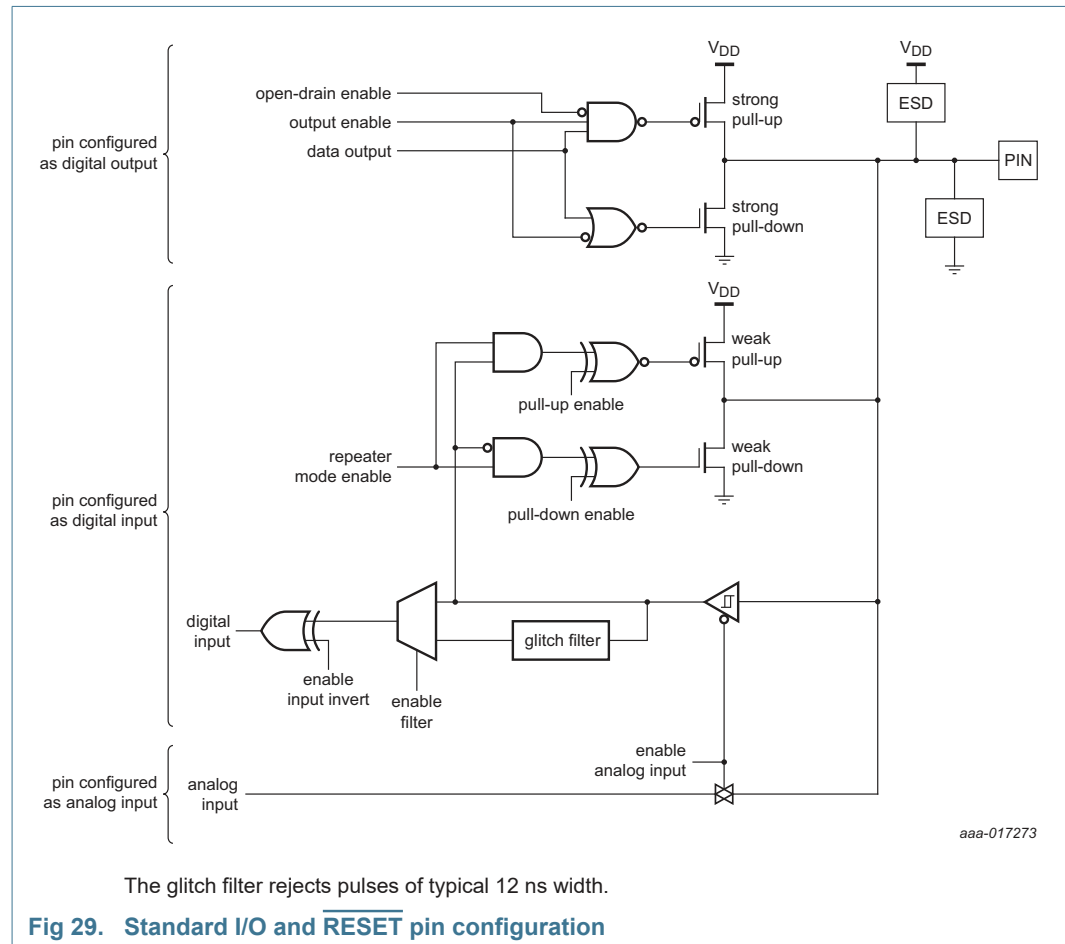 VDD
VDD
open-drain enable
strong
pull-up
ESD
output enable
pin configured
as digital output
data output
PIN
strong
pull-down
ESD
VDD
weak
pull-up
pull-up enable
repeater
mode enable
weak
pull-down
pin configured
as digital input
pull-down enable
digital
input
glitch filter
enable
input invert
enable
filter
enable
analog input
pin configured
as analog input
analog
input
aaa-017273
The glitch filter rejects pulses of typical 12 ns width.
Fig 29. Standard I/O and RESET pin configuration